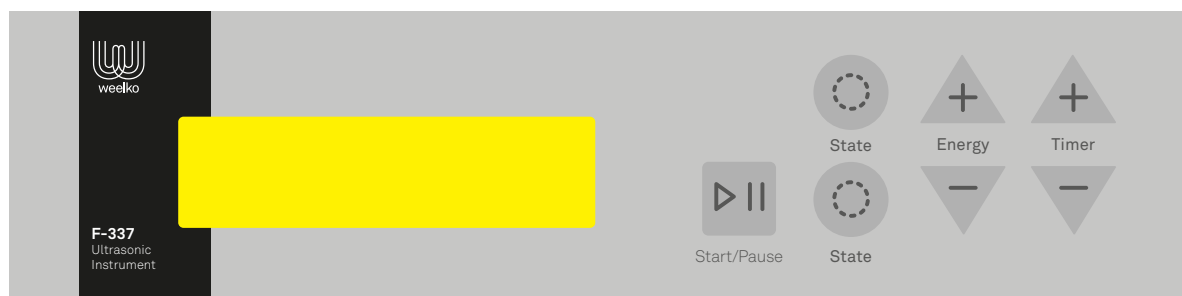 weelko
F-337
Ultrasonic
Instrument
State
Energy
Timer
Start/Pause
State